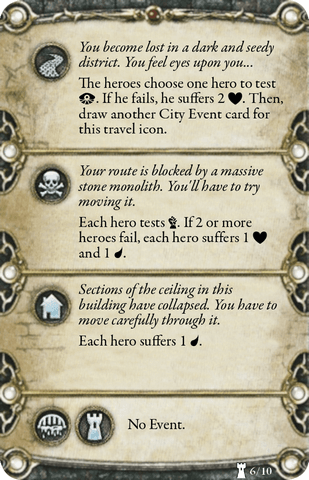 You become lost in a dark and seedy
district. You feel eyes upon you...
The heroes choose one hero to test
. If he fails, he suffers 2 . Then,
draw another City Event card for
this travel icon.
Your route is blocked by a massive
stone monolith. You'll have to try
moving it.
Each hero tests . If 2 or more
heroes fail, each hero suffers 1
and 1 .
Sections of the ceiling in this
building have collapsed. You have to
move carefully through it.
Each hero suffers 1 .
No Event.
6/10